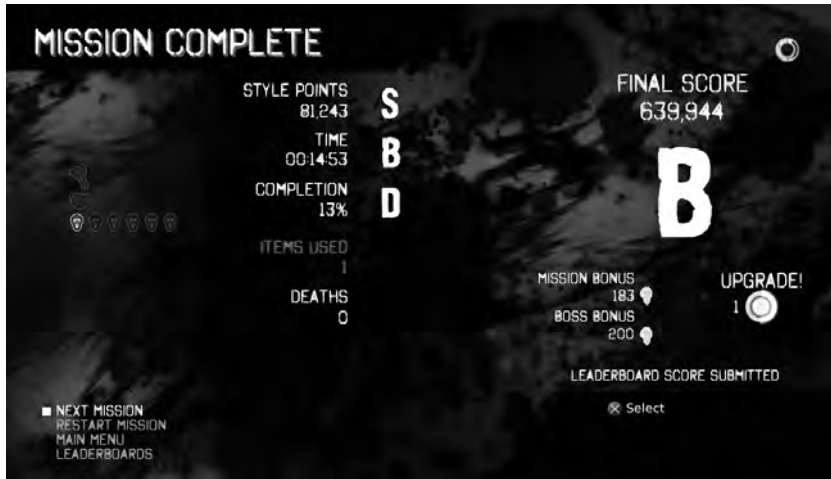 MISSION COMPLETE
STYLE POINTS
81,243
S
TIME
00:14:53
B
COMPLETION
13%
D
ITEMS USED
1
DEATHS
0
FINAL SCORE
639,944
B
MISSION BONUS
183
BOSS BONUS
200
UPGRADE!
1
LEADERBOARD SCORE SUBMITTED
Select
NEXT MISSION
RESTART MISSION
MAIN MENU
LEADERBOARDS